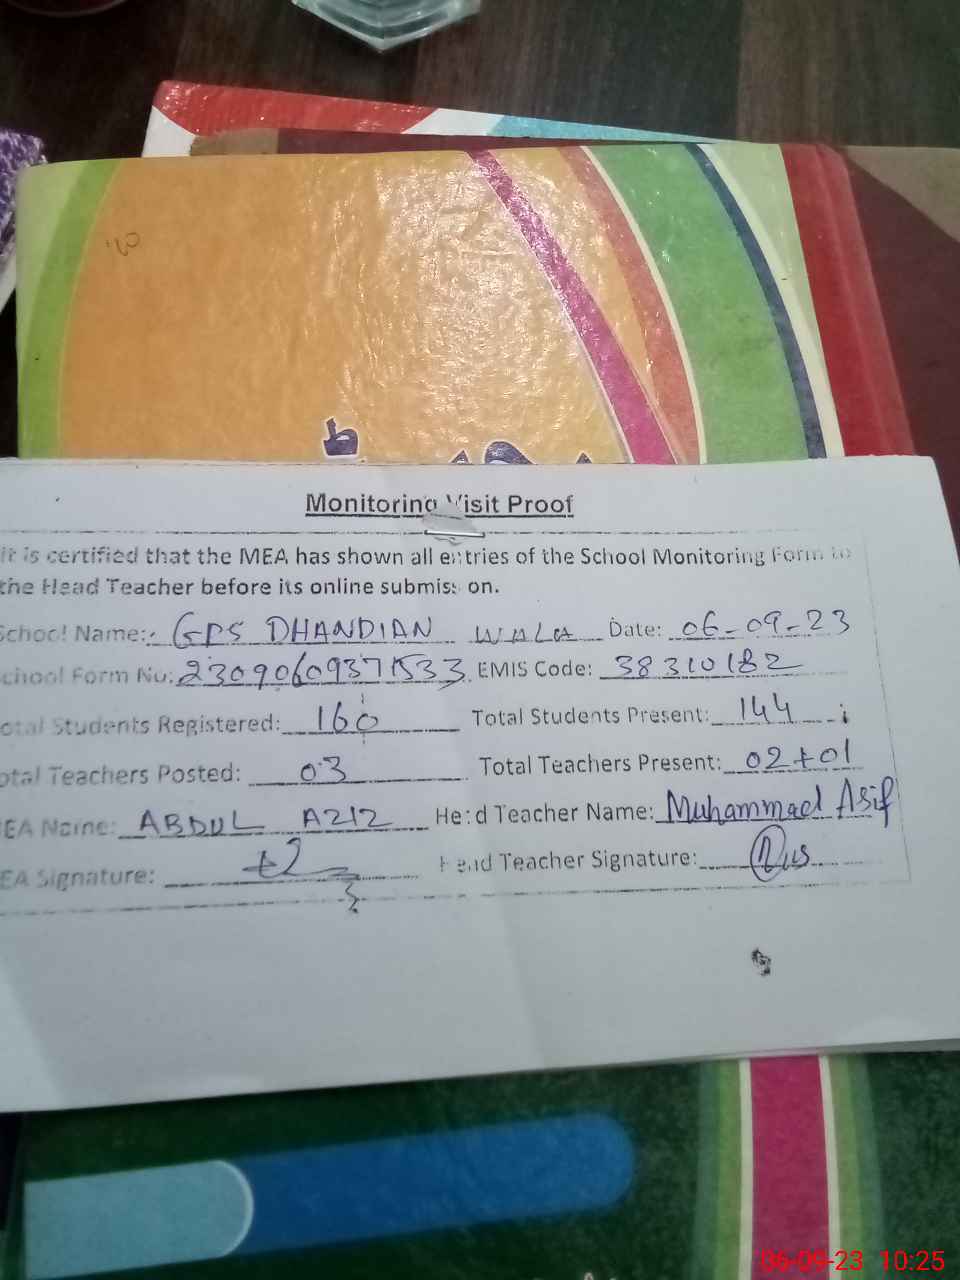 ط
Monitoring Visit Proof
it is certified that the MEA has shown all entries of the School Monitoring Form to
the Head Teacher before its online submission.
School Name: GPS DHANDIAN WALA Date: 06-09-23
School Form No: 23090609371533 EMIS Code: 38310182
Total Students Registered: 160 Total Students Present: 144
Total Teachers Posted: 03 Total Teachers Present: 02+01
MEA Name: ABDUL AZIZ Head Teacher Name: Muhammad Asif
MEA Signature: Head Teacher Signature:
06-09-23 10:25